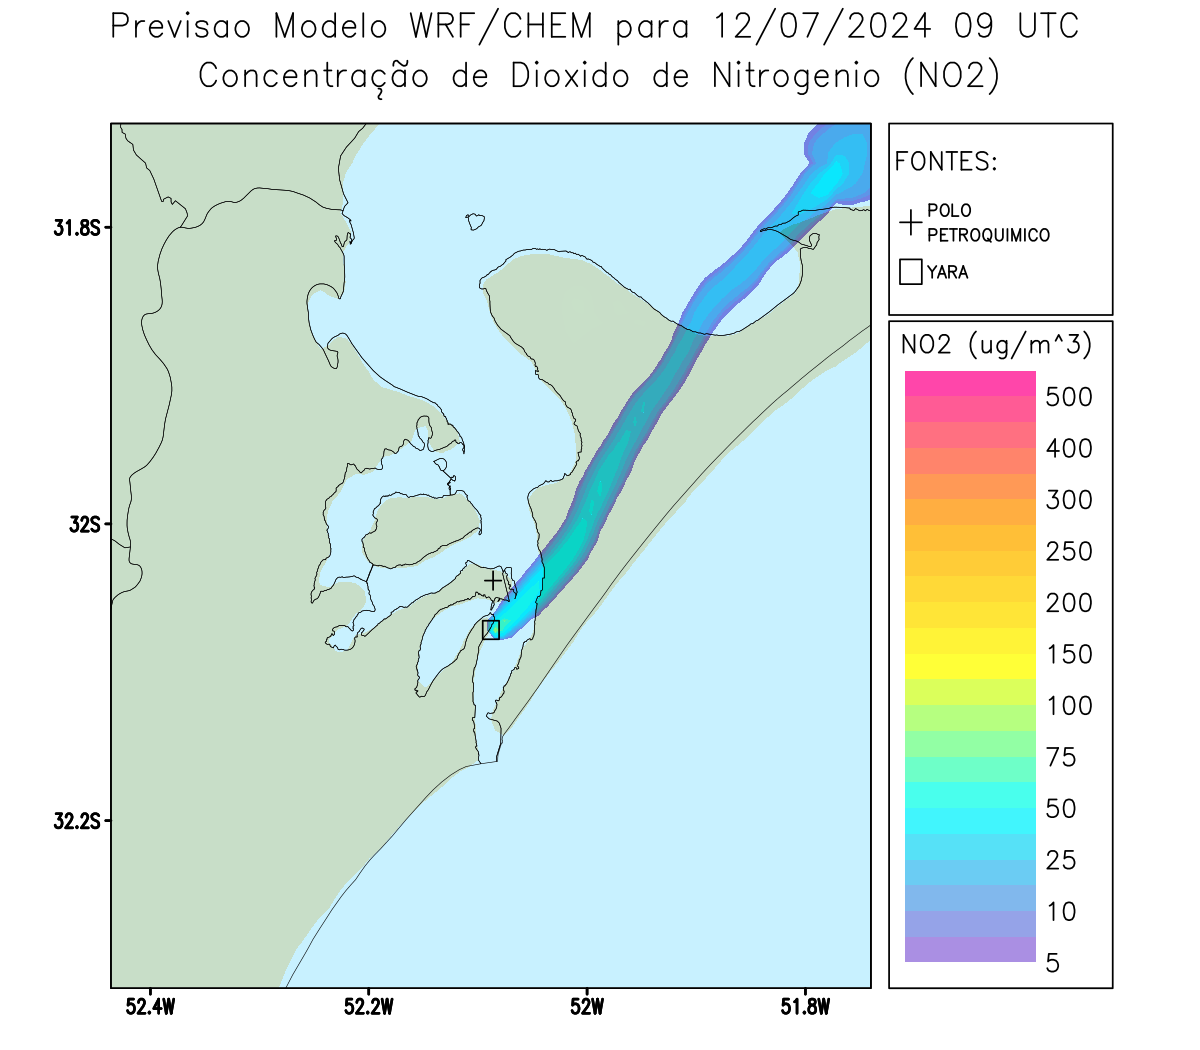 Previsao Modelo WRF/CHEM para 12/07/2024 09 UTC
Concentração de Dioxido de Nitrogenio (NO2)
FONTES:
POLO
PETROQUIMICO
YARA
31.8S
32S
32.2S
52.4W
52.2W
52W
51.8W
NO2 (ug/m^3)
500
400
300
250
200
150
100
75
50
25
10
5